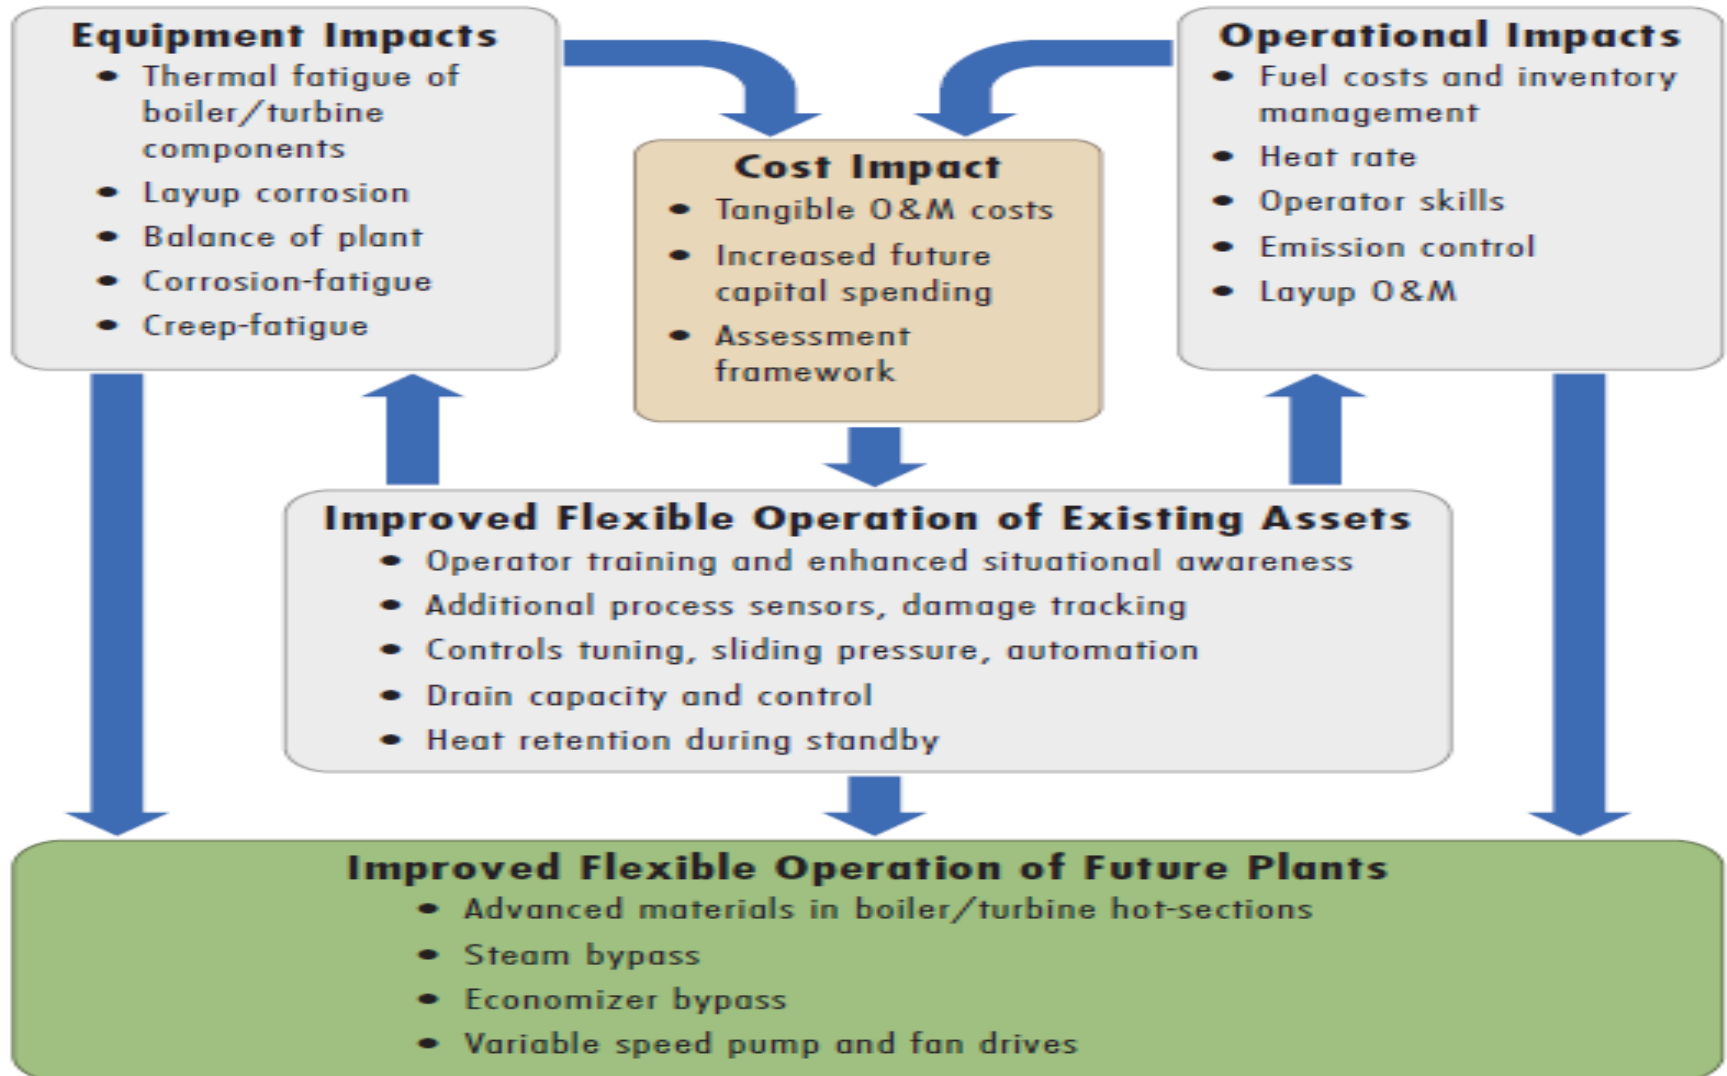 Equipment Impacts
• Thermal fatigue of
boiler/turbine
components
• Layup corrosion
• Balance of plant
• Corrosion-fatigue
• Creep-fatigue
Cost Impact
• Tangible O&M costs
• Increased future
capital spending
• Assessment
framework
Operational Impacts
• Fuel costs and inventory
management
• Heat rate
• Operator skills
• Emission control
• Layup O&M
Improved Flexible Operation of Existing Assets
• Operator training and enhanced situational awareness
• Additional process sensors, damage tracking
• Controls tuning, sliding pressure, automation
• Drain capacity and control
• Heat retention during standby
Improved Flexible Operation of Future Plants
• Advanced materials in boiler/turbine hot-sections
• Steam bypass
• Economizer bypass
• Variable speed pump and fan drives